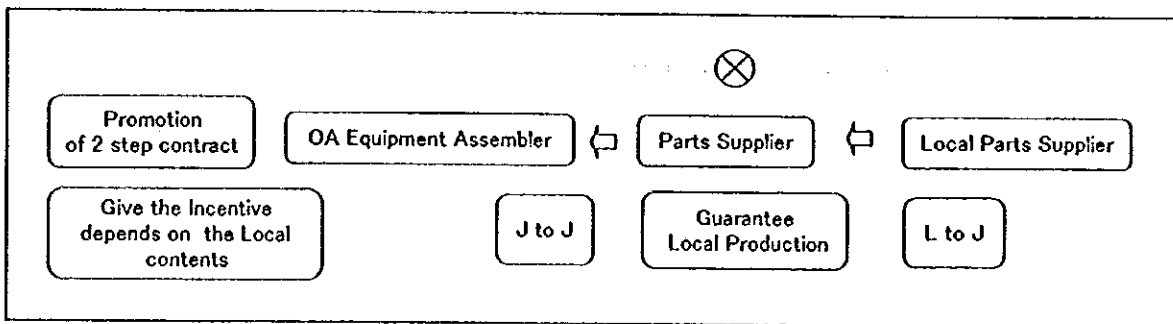 Promotion
of 2 step contract
OA Equipment Assembler
Parts Supplier
Local Parts Supplier
Give the Incentive
depends on the Local
contents
J to J
Guarantee
Local Production
L to J